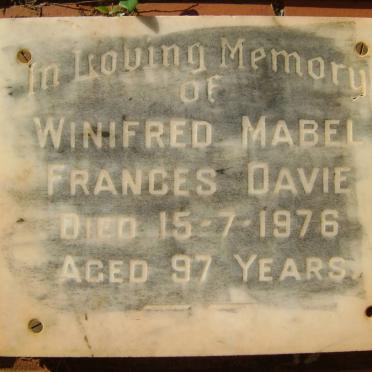 In Loving Memory
of
WINIFRED MABEL
FRANCES DAVIE
DIED 15-7-1976
AGED 97 YEARS.